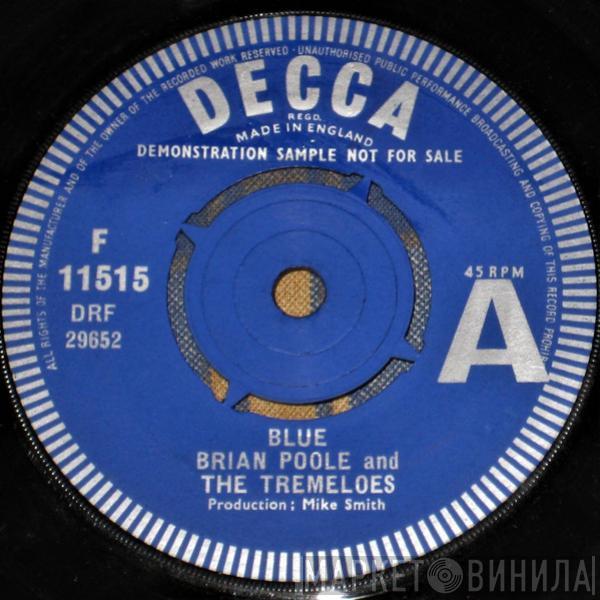 ALL RIGHTS OF THE MANUFACTURER AND OF THE OWNER OF THE RECORDED WORK RESERVED · UNAUTHORISED PUBLIC PERFORMANCE BROADCASTING AND COPYING OF THIS RECORD PROHIB
DECCA
REGD.
MADE IN ENGLAND
DEMONSTRATION SAMPLE NOT FOR SALE
F
11515
DRF
29652
45 RPM
A
BLUE
BRIAN POOLE and
THE TREMELOES
Production; Mike Smith
МАРКЕТ ВИНИЛА